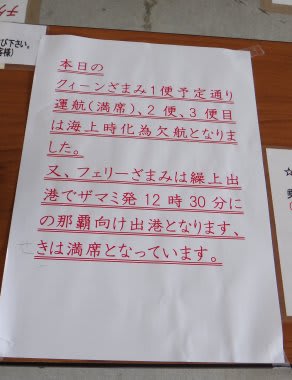 チケ
び下さい。
客様）
本日の
クィーンざまみ1便予定通り
運航(満席)、2便、3便目
は海上時化為欠航となりま
した。
又、フェリーざまみは繰上出
港でザマミ発12時30分に
の那覇向け出港となります、
きは満席となっています。